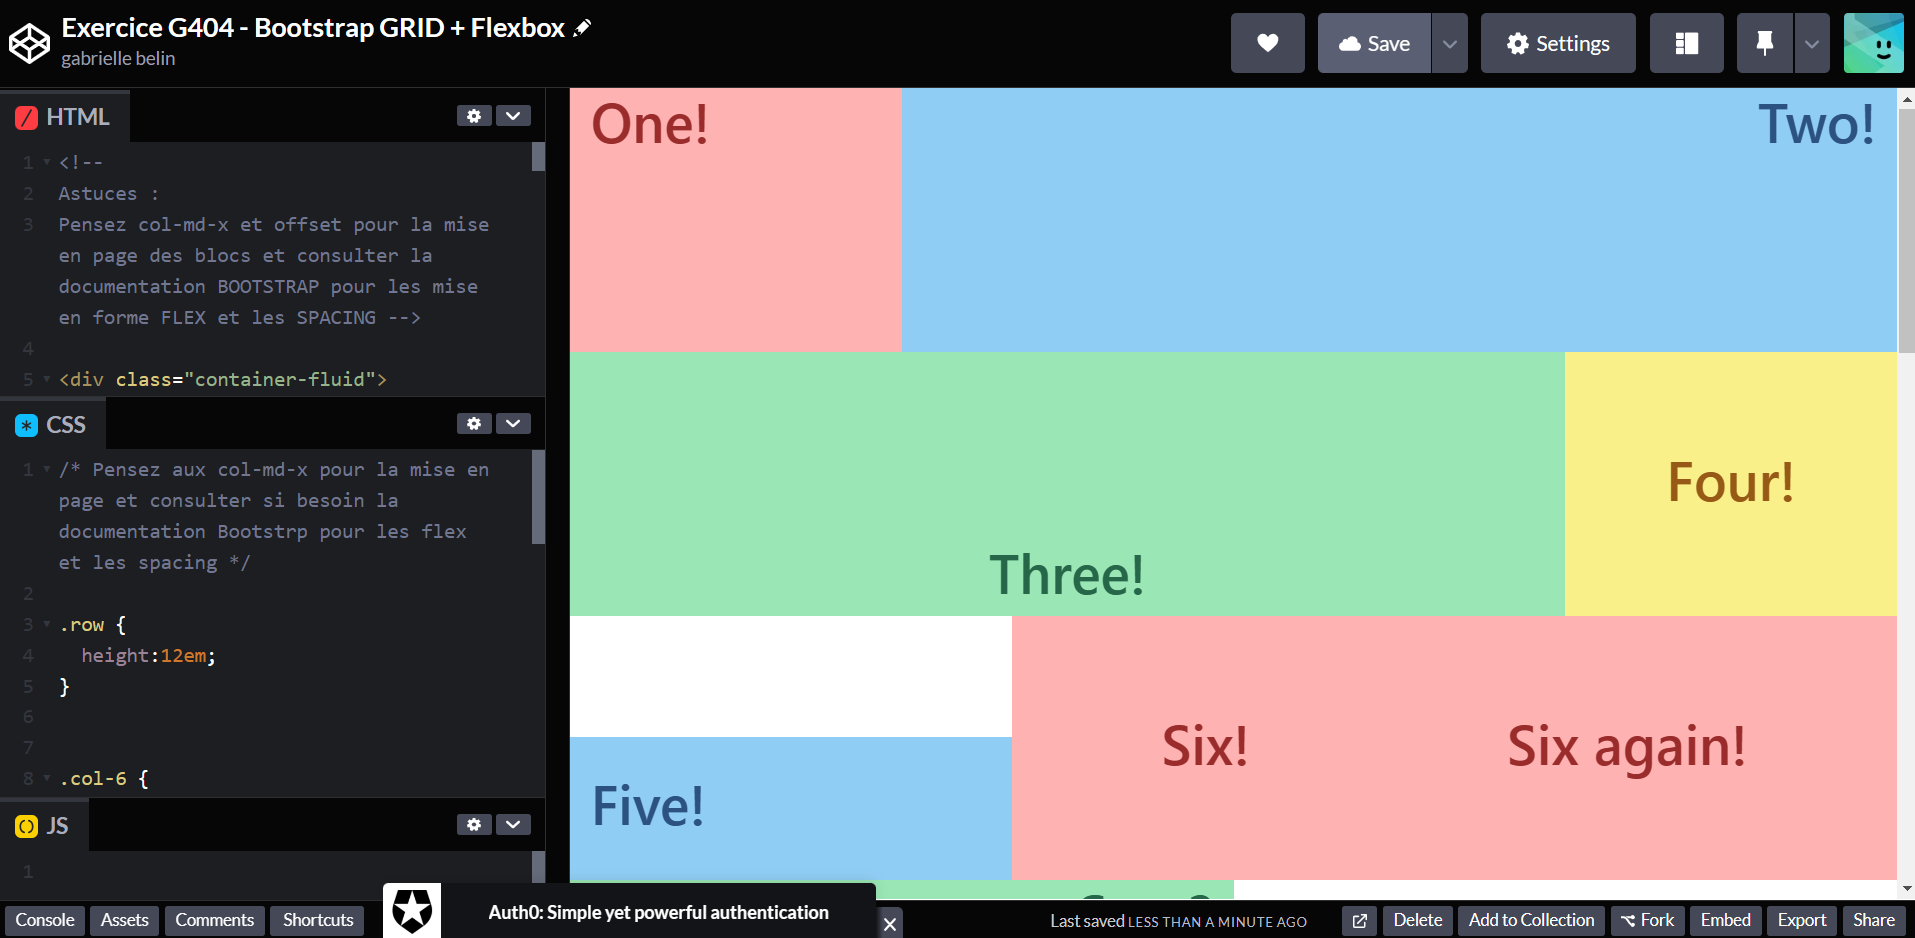 Exercice G404 - Bootstrap GRID + Flexbox
gabrielle belin
Save
Settings
HTML
1 <!--
2 Astuces :
3 Pensez col-md-x et offset pour la mise
en page des blocs et consulter la
documentation BOOTSTRAP pour les mise
en forme FLEX et les SPACING -->
4
5 <div class="container-fluid">
CSS
1 /* Pensez aux col-md-x pour la mise en
page et consulter si besoin la
documentation Bootstrp pour les flex
et les spacing */
2
3 .row {
4 height:12em;
5 }
6
7
8 .col-6 {
JS
1
One!
Two!
Three!
Four!
Five!
Six!
Six again!
Console
Assets
Comments
Shortcuts
Auth0: Simple yet powerful authentication
Last saved LESS THAN A MINUTE AGO
Delete
Add to Collection
Fork
Embed
Export
Share